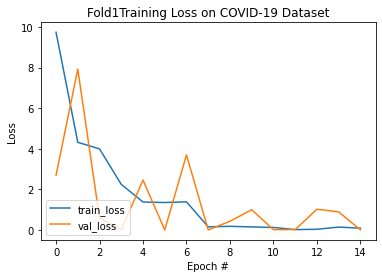 Fold1Training Loss on COVID-19 Dataset
10
8
6
4
2
0
Loss
train_loss
val_loss
0 2 4 6 8 10 12 14
Epoch #